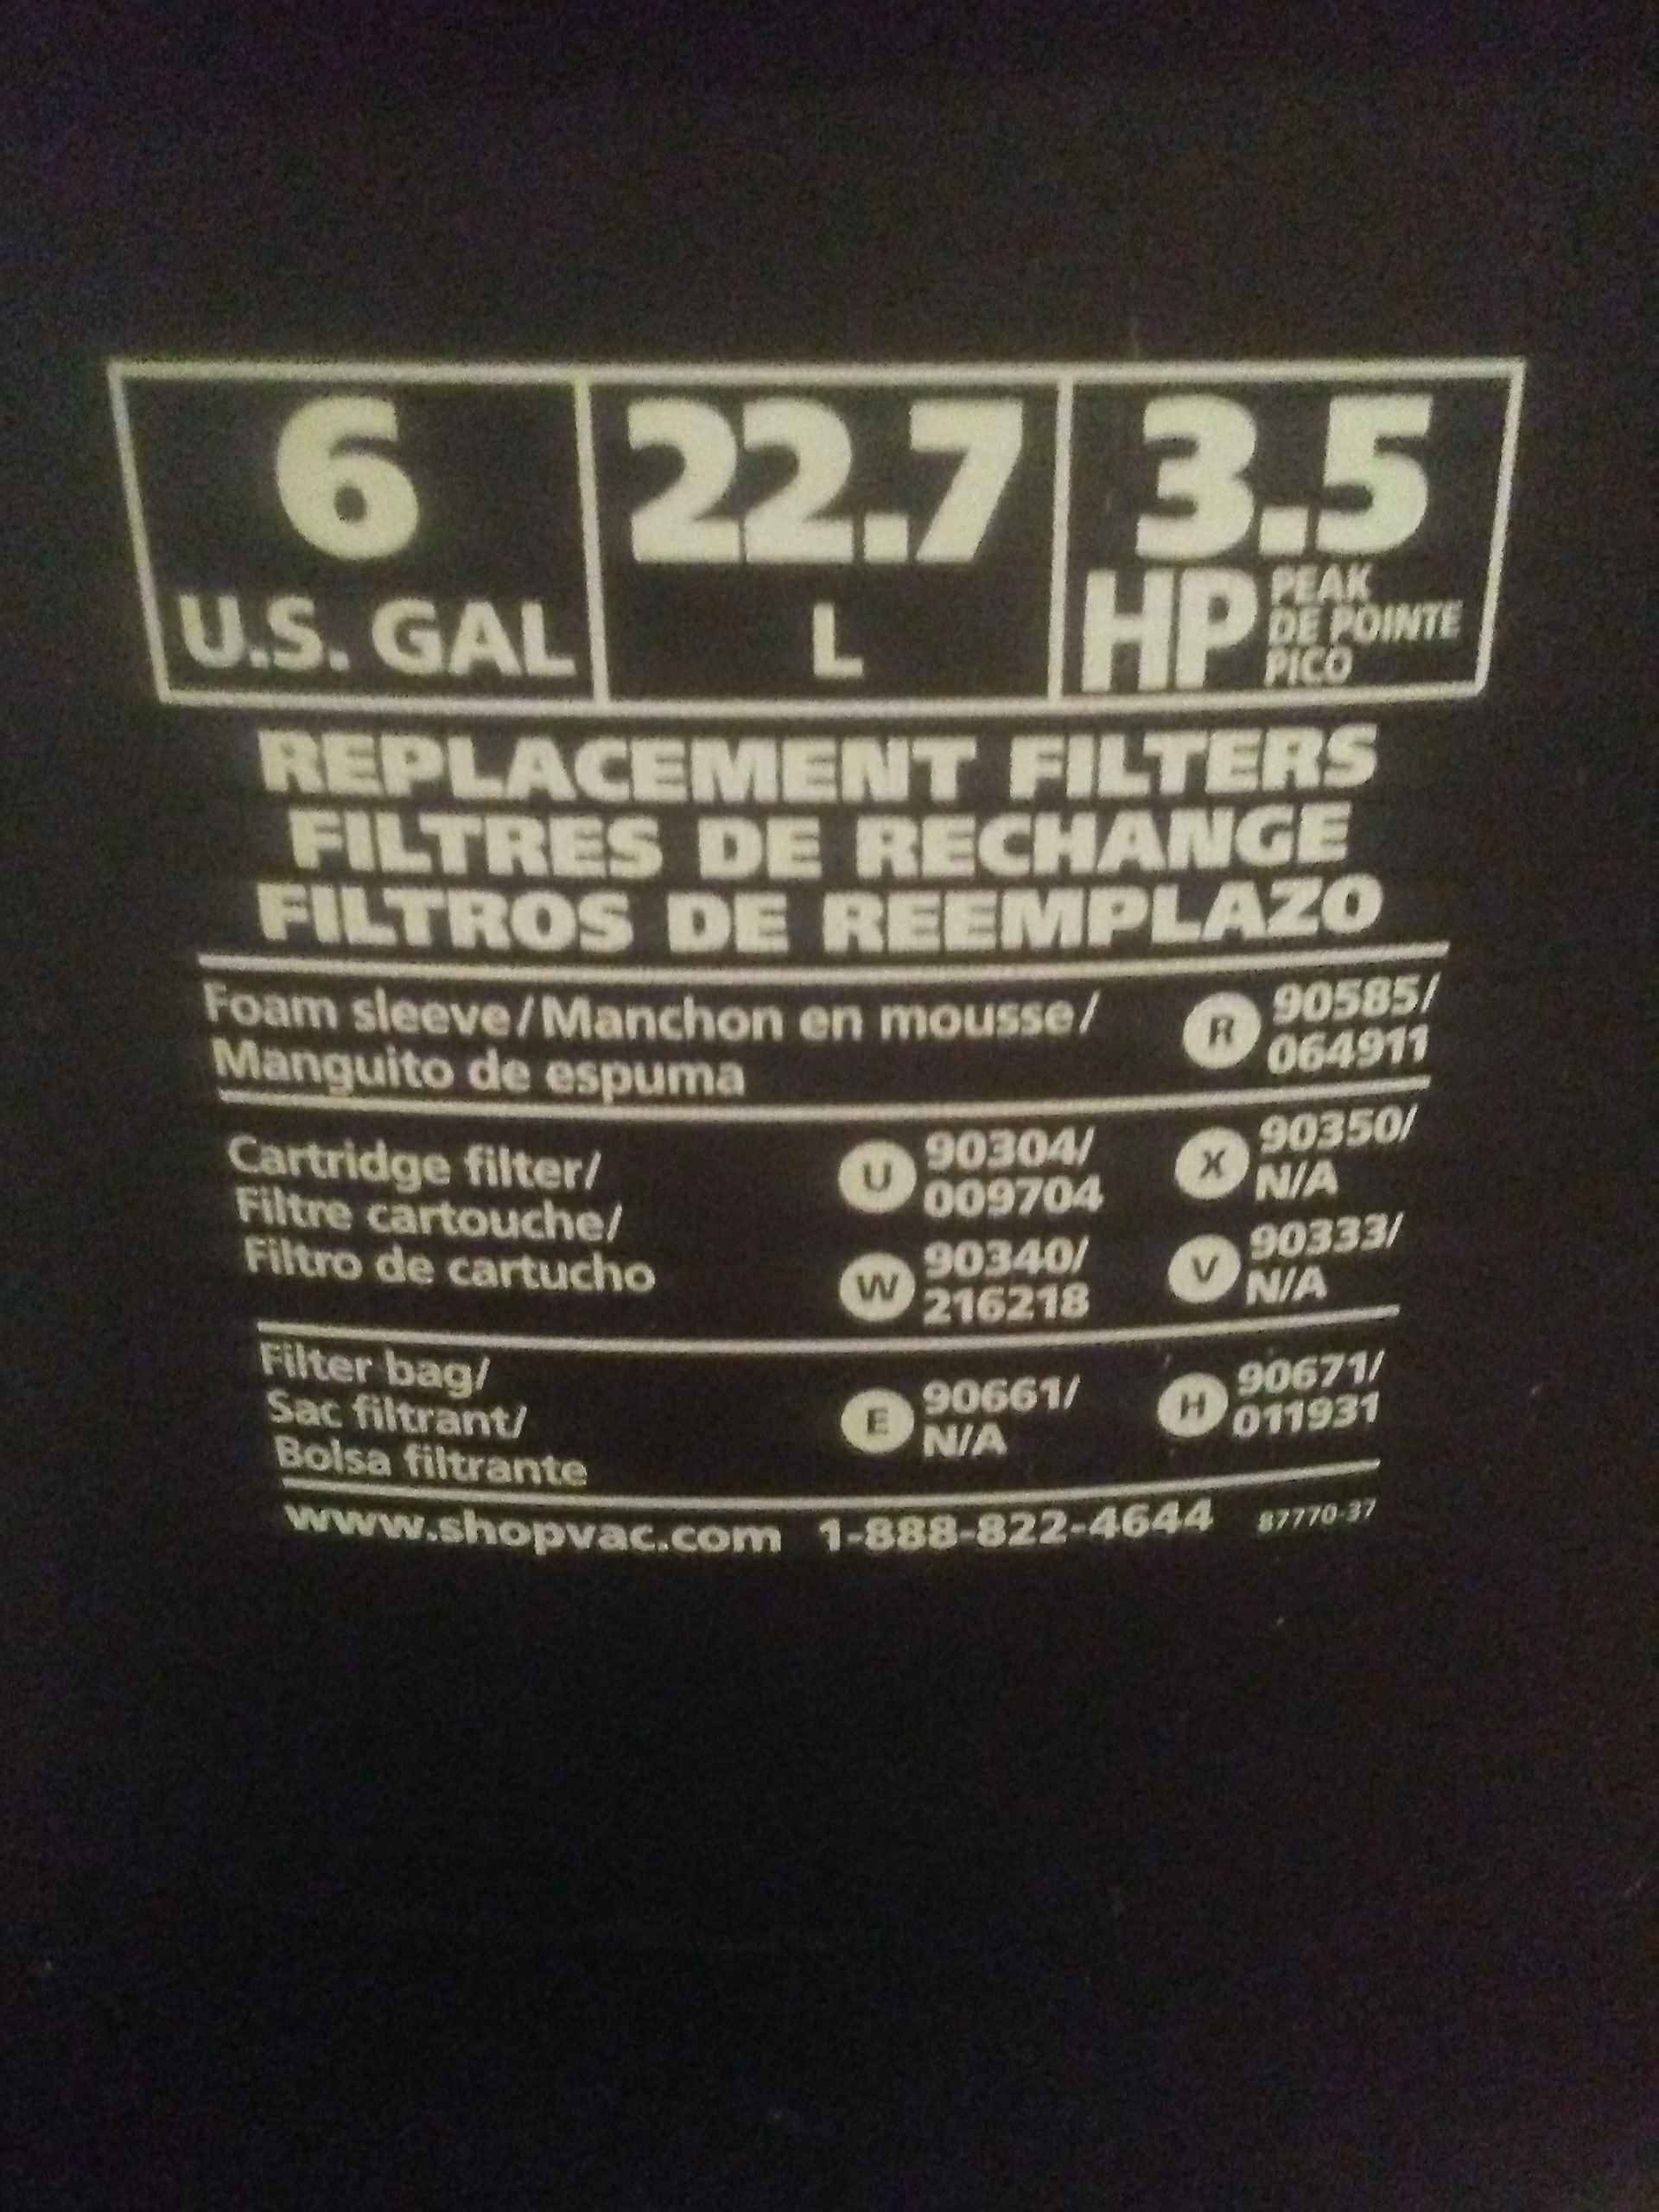 6
U.S. GAL
22.7
L
3.5
HP PEAK
DE POINTE
PICO
REPLACEMENT FILTERS
FILTRES DE RECHANGE
FILTROS DE REEMPLAZO
Foam sleeve/Manchon en mousse/
Manguito de espuma
R 90585/
064911
Cartridge filter/
Filtre cartouche/
Filtro de cartucho
U 90304/
009704
X 90350/
N/A
W 90340/
216218
V 90333/
N/A
Filter bag/
Sac filtrant/
Bolsa filtrante
E 90661/
N/A
H 90671/
011931
www.shopvac.com 1-888-822-4644 87770-37